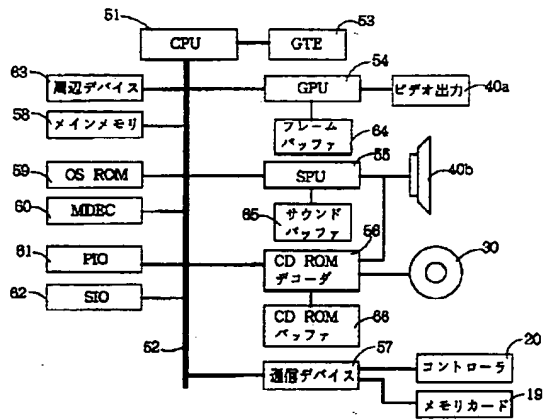 51
CPU
53
GTE
63
周辺デバイス
54
GPU
ビデオ出力
40a
58
メインメモリ
フレーム
バッファ
64
59
OS ROM
55
SPU
40b
60
MDEC
65
サウンド
バッファ
56
61
PIO
CD ROM
デコーダ
30
62
SIO
CD ROM
バッファ
66
52
57
通信デバイス
20
コントローラ
メモリカード
19